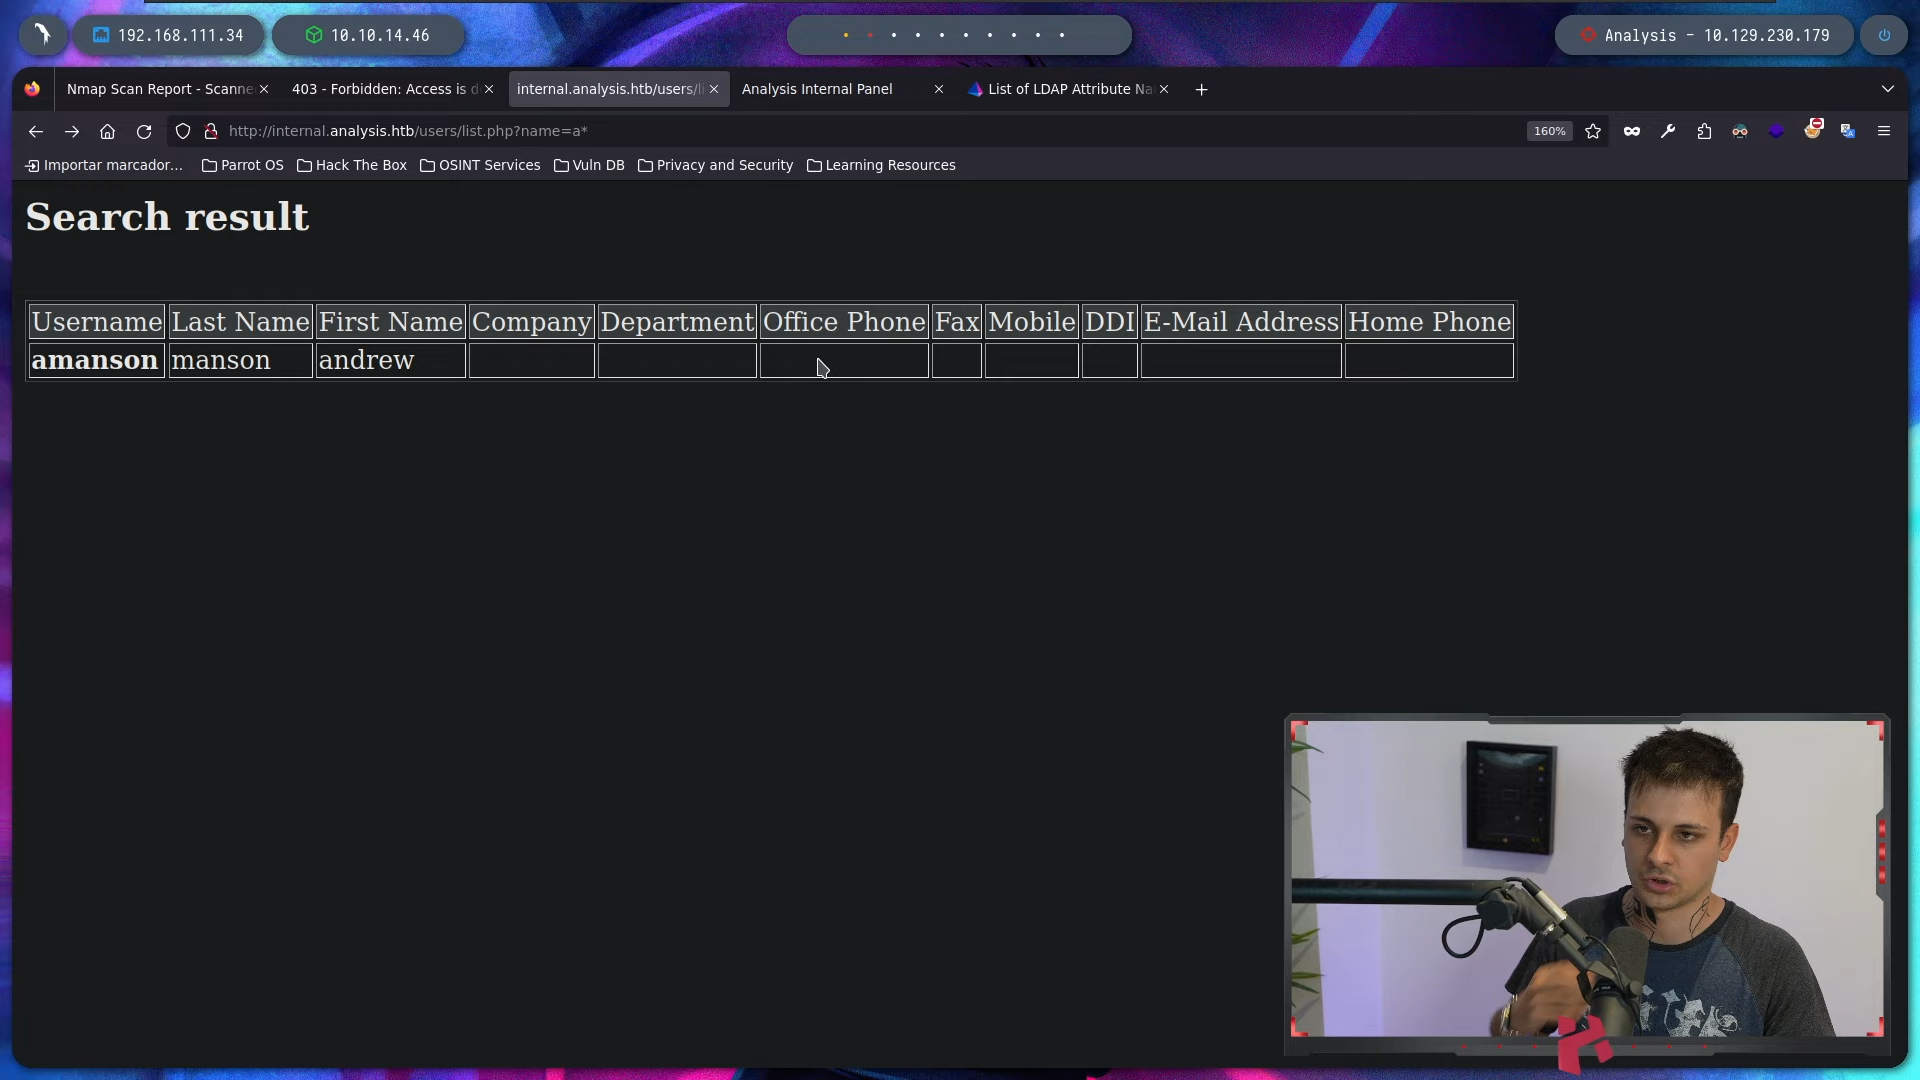 192.168.111.34
10.10.14.46
Analysis - 10.129.230.179
Nmap Scan Report - Scanne
403 - Forbidden: Access is d
internal.analysis.htb/users/li
Analysis Internal Panel
List of LDAP Attribute Na
http://internal.analysis.htb/users/list.php?name=a*
160%
Importar marcador...
Parrot OS
Hack The Box
OSINT Services
Vuln DB
Privacy and Security
Learning Resources
Search result
Username Last Name First Name Company Department Office Phone Fax Mobile DDI E-Mail Address Home Phone
amanson manson andrew